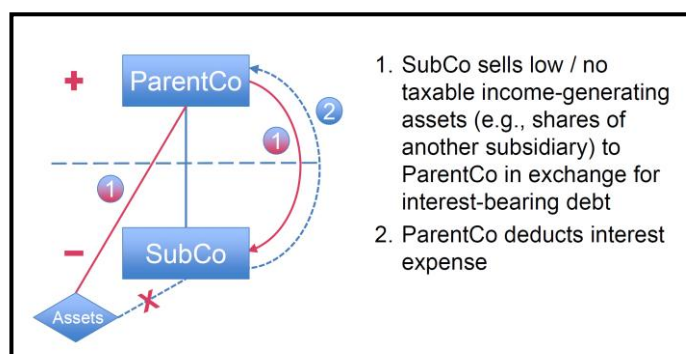 +
ParentCo
2
1
1
–
SubCo
X
Assets
1. SubCo sells low / no
taxable income-generating
assets (e.g., shares of
another subsidiary) to
ParentCo in exchange for
interest-bearing debt
2. ParentCo deducts interest
expense